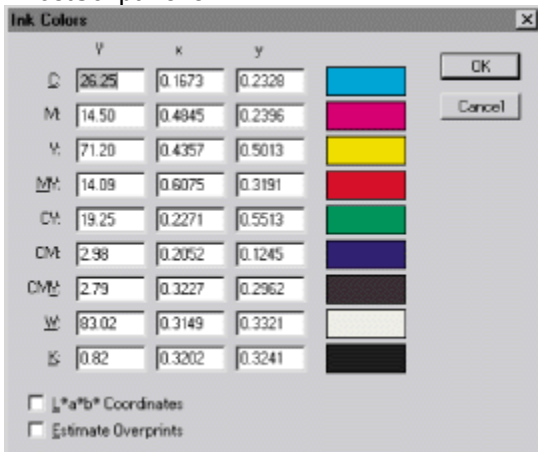 Ink Colors
Y x y
C: 26.25 0.1673 0.2328
OK
M: 14.50 0.4845 0.2396
Cancel
Y: 71.20 0.4357 0.5013
MY: 14.09 0.6075 0.3191
CY: 19.25 0.2271 0.5513
CM: 2.98 0.2052 0.1245
CMY: 2.79 0.3227 0.2962
W: 83.02 0.3149 0.3321
K: 0.82 0.3202 0.3241
L*a*b* Coordinates
Estimate Overprints